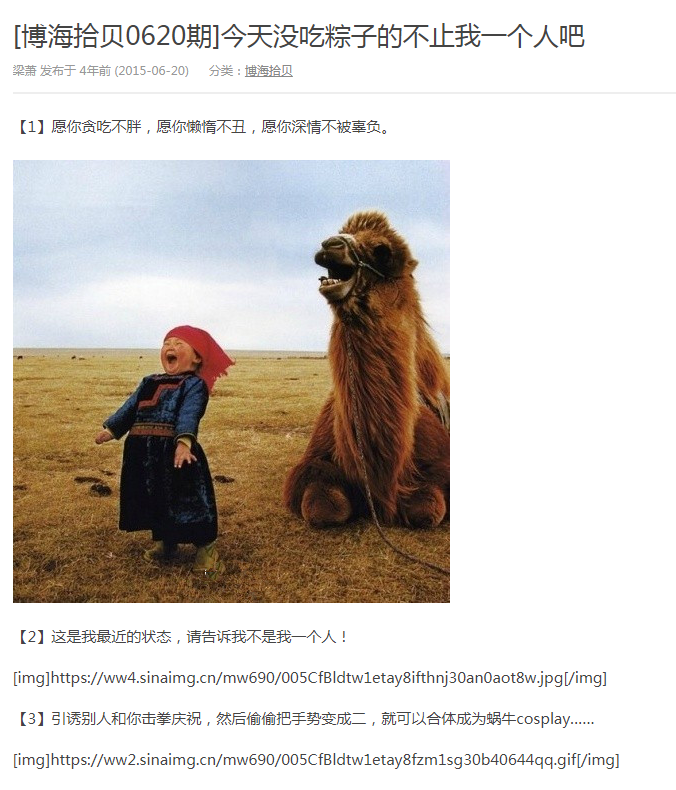 [博海拾贝0620期]今天没吃粽子的不止我一个人吧
梁萧 发布于 4年前 (2015-06-20) 分类：博海拾贝
【1】愿你贪吃不胖，愿你懒惰不丑，愿你深情不被辜负。
【2】这是我最近的状态，请告诉我不是我一个人！
[img]https://ww4.sinaimg.cn/mw690/005CfBldtw1etay8ifthnj30an0aot8w.jpg[/img]
【3】引诱别人和你击拳庆祝，然后偷偷把手势变成二，就可以合体成为蜗牛cosplay……
[img]https://ww2.sinaimg.cn/mw690/005CfBldtw1etay8fzm1sg30b40644qq.gif[/img]